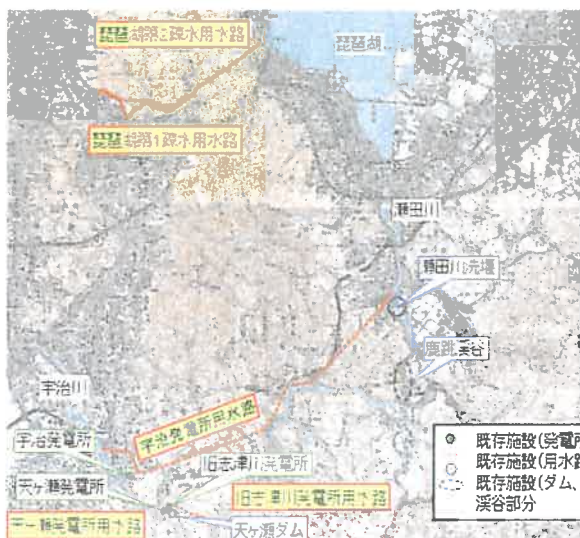 琵琶湖第2疏水用水路
琵琶湖
琵琶湖第1疏水用水路
瀬田川
瀬田川洗堰
鹿跳渓谷
宇治川
宇治発電所用水路
宇治発電所
旧志津川発電所
天ヶ瀬発電所
旧志津川発電所用水路
天ヶ瀬発電所用水路
天ヶ瀬ダム
既存施設(発電所
既存施設(用水路
既存施設(ダム、
渓谷部分